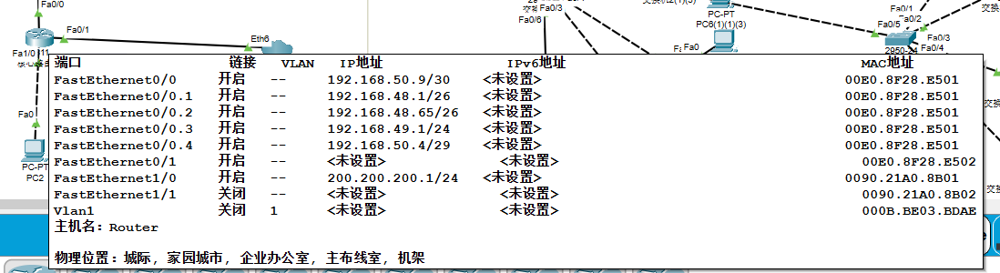 Fa0/0
Fa0/1
Eth6
Fa1/0
Fa0
PC-PT
PC2
Fa0/6
PC-PT
PC6(1)(1)(3)
Fa0
Fa0/1
Fa0/2
Fa0/5
Fa0/3
2950-24
Fa0/4
端口 链接 VLAN IP地址 IPv6地址 MAC地址
FastEthernet0/0 开启 -- 192.168.50.9/30 <未设置> 00E0.8F28.E501
FastEthernet0/0.1 开启 -- 192.168.48.1/26 <未设置> 00E0.8F28.E501
FastEthernet0/0.2 开启 -- 192.168.48.65/26 <未设置> 00E0.8F28.E501
FastEthernet0/0.3 开启 -- 192.168.49.1/24 <未设置> 00E0.8F28.E501
FastEthernet0/0.4 开启 -- 192.168.50.4/29 <未设置> 00E0.8F28.E501
FastEthernet0/1 开启 -- <未设置> <未设置> 00E0.8F28.E502
FastEthernet1/0 开启 -- 200.200.200.1/24 <未设置> 0090.21A0.8B01
FastEthernet1/1 关闭 -- <未设置> <未设置> 0090.21A0.8B02
Vlan1 关闭 1 <未设置> <未设置> 000B.BE03.BDAE
主机名: Router
物理位置: 城际, 家园城市, 企业办公室, 主布线室, 机架